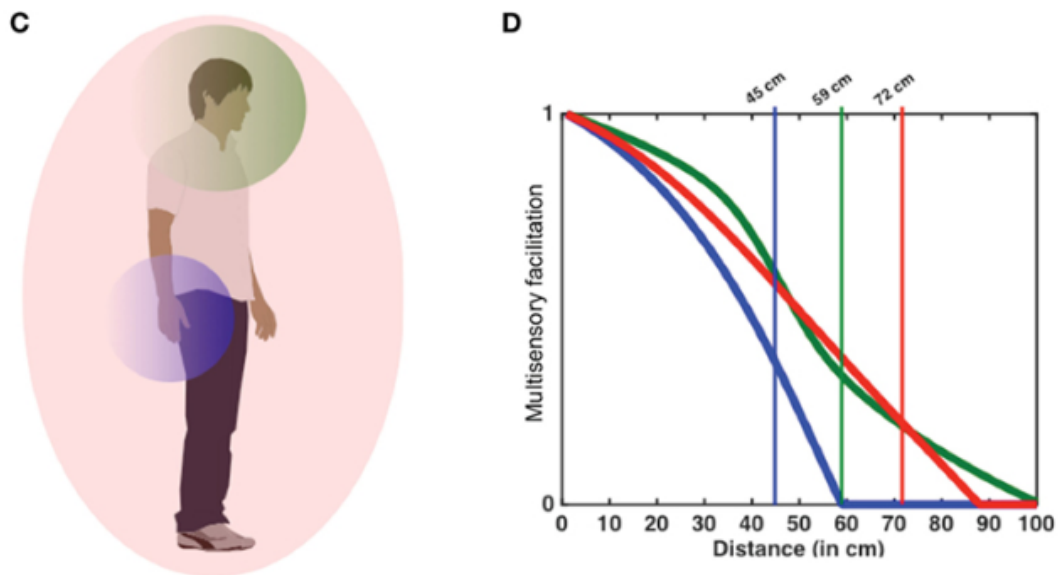 C
D
45 cm
59 cm
72 cm
1
Multisensory facilitation
0
0 10 20 30 40 50 60 70 80 90 100
Distance (in cm)